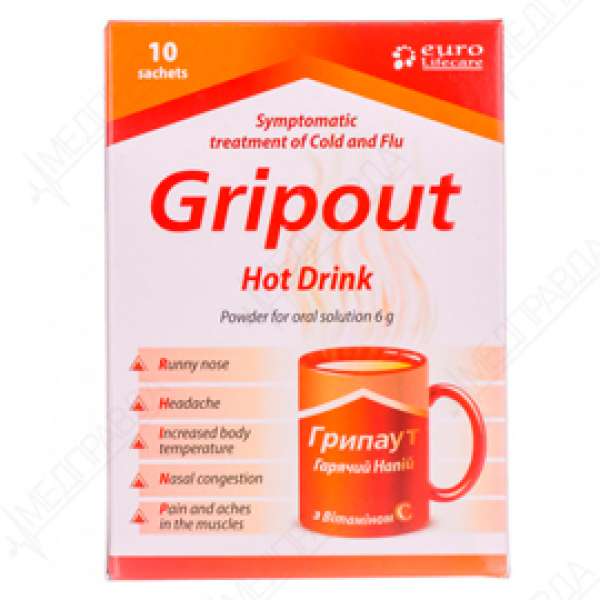 10
sachets
euro
Lifecare
Symptomatic
treatment of Cold and Flu
Gripout
Hot Drink
Powder for oral solution 6 g
Runny nose
Headache
Increased body
temperature
Nasal congestion
Pain and aches
in the muscles
Грипаут
Гарячий Напій
з Вітаміном С
МЕДПРАВДА